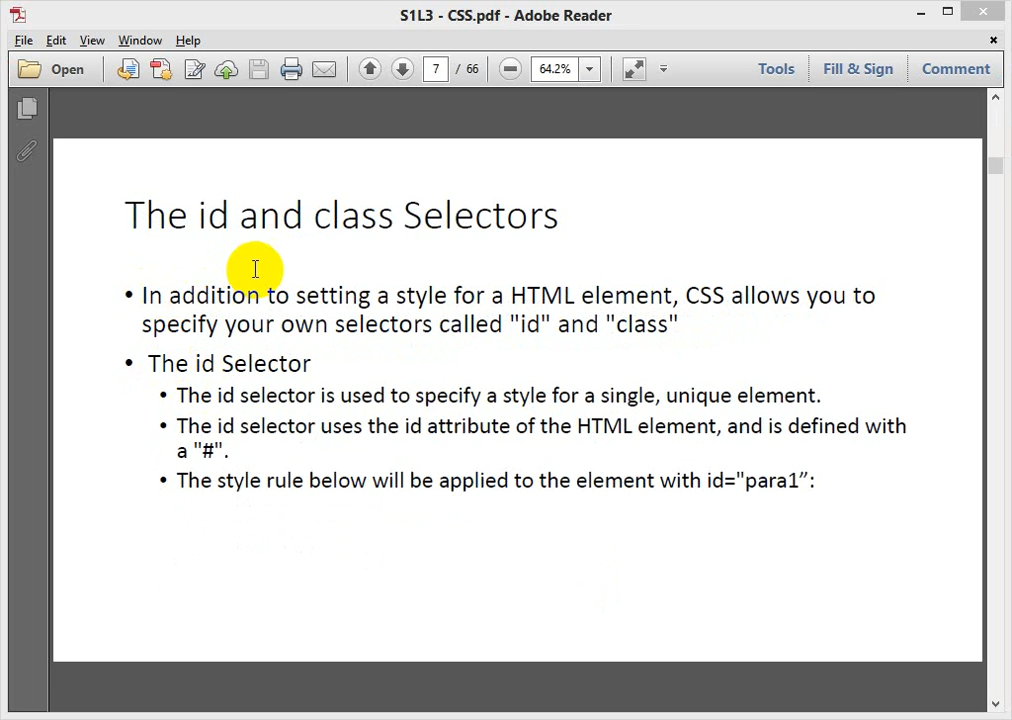 S1L3 - CSS.pdf - Adobe Reader
File Edit View Window Help
Open 7 / 66 64.2% Tools Fill & Sign Comment
The id and class Selectors
• In addition to setting a style for a HTML element, CSS allows you to
specify your own selectors called "id" and "class"
• The id Selector
• The id selector is used to specify a style for a single, unique element.
• The id selector uses the id attribute of the HTML element, and is defined with
a "#".
• The style rule below will be applied to the element with id="para1”: